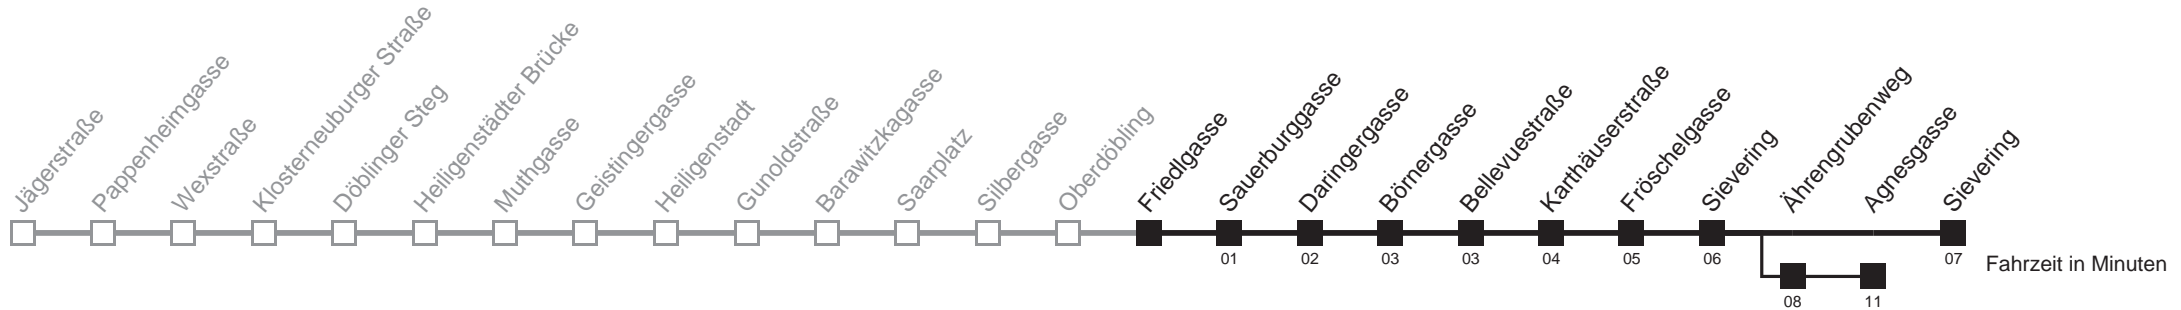 Jägerstraße
Pappenheimgasse
Wexstraße
Klosterneuburger Straße
Döblinger Steg
Heiligenstädter Brücke
Muthgasse
Geistingergasse
Heiligenstadt
Gunoldstraße
Barawitzkagasse
Saarplatz
Silbergasse
Oberdöbling
Friedlgasse
Sauerburggasse
Daringergasse
Börnergasse
Bellevuestraße
Karthäuserstraße
Fröschelgasse
Sievering
Ährengrubenweg
Agnesgasse
Sievering
01 02 03 03 04 05 06 07
Fahrzeit in Minuten
08 11